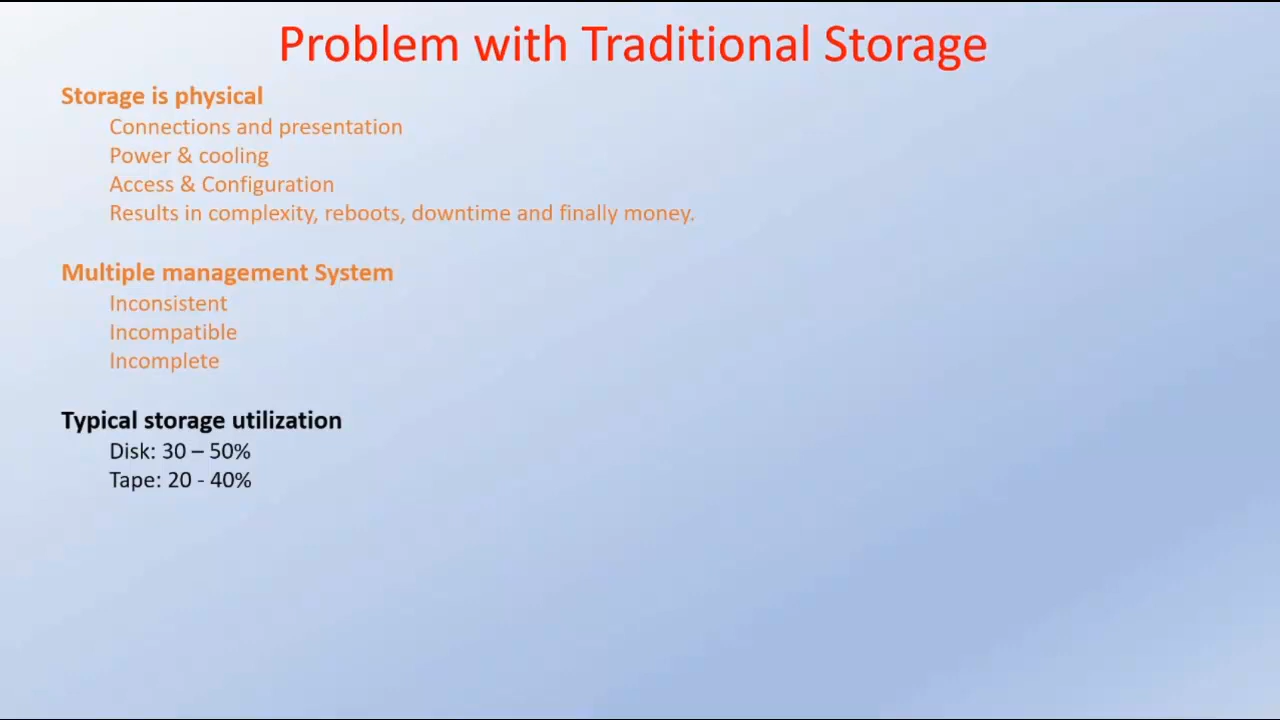 Problem with Traditional Storage
Storage is physical
Connections and presentation
Power & cooling
Access & Configuration
Results in complexity, reboots, downtime and finally money.
Multiple management System
Inconsistent
Incompatible
Incomplete
Typical storage utilization
Disk: 30 – 50%
Tape: 20 - 40%